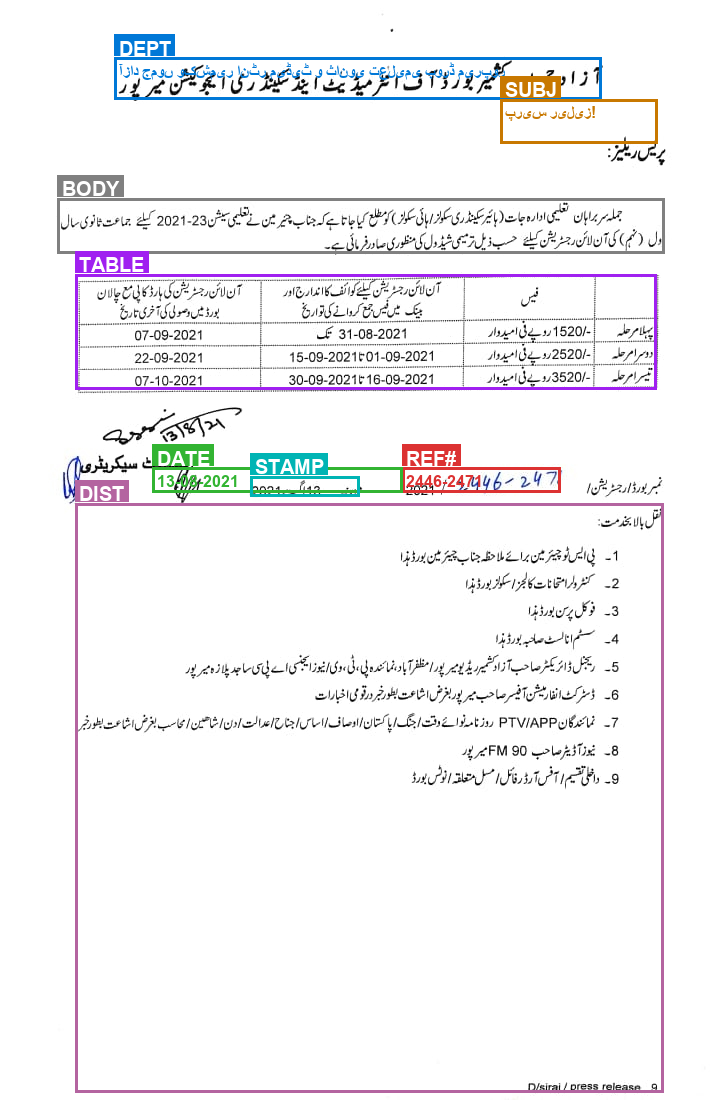 DEPT
آزاد جموں وکشمیر بورڈ آف انٹرمیڈیٹ اینڈ سکینڈری ایجوکیشن میرپور
SUBJ
پریس ریلیز!
پریس ریلیز:
BODY
جملہ سربراہان تعلیمی ادارہ جات (ہائیر سکینڈری سکولز/ہائی سکولز) کو مطلع کیا جاتا ہے کہ جناب چیئرمین نے تعلیمی سیشن 23-2021 کیلئے جماعت ثانوی سال
ول (نہم) کی آن لائن رجسٹریشن کیلئے حسب ذیل ترمیمی شیڈول کی منظوری صادر فرمائی ہے۔
TABLE
فیس آن لائن رجسٹریشن کیلئے کوائف کا اندراج اور بینک میں فیس جمع کروانے کی تواریخ آن لائن رجسٹریشن کی ہارڈ کاپی مع چالان بورڈ میں وصولی کی آخری تاریخ
پہلا مرحلہ 1520/- روپے فی امیدوار 31-08-2021 تک 07-09-2021
دوسرا مرحلہ 2520/- روپے فی امیدوار 01-09-2021 تا 15-09-2021 22-09-2021
تیسرا مرحلہ 3520/- روپے فی امیدوار 16-09-2021 تا 30-09-2021 07-10-2021
13/8/21
سیکریٹری
DATE
STAMP
REF#
نمبر بورڈ/رجسٹریشن/ 2446-2471 13-08-2021
DIST
نقل بالا بخدمت:
1۔ پی ایس ٹو چیئرمین برائے ملاحظہ جناب چیئرمین بورڈ ہذا
2۔ کنٹرولر امتحانات کالجز/سکولز بورڈ ہذا
3۔ فوکل پرسن بورڈ ہذا
4۔ سسٹم انالسٹ صاحبہ بورڈ ہذا
5۔ ریجنل ڈائریکٹر صاحب آزاد کشمیر ریڈیو میرپور/مظفرآباد، نمائندہ پی، ٹی، وی/نیوز ایجنسی اے پی سی ساجد پلازہ میرپور
6۔ ڈسٹرکٹ انفارمیشن آفیسر صاحب میرپور بغرض اشاعت بطور خبر در قومی اخبارات
7۔ نمائندگان PTV/APP روزنامہ نوائے وقت/جنگ/پاکستان/اوصاف/اساس/جناح/عدالت/دن/شاھین/محاسب بغرض اشاعت بطور خبر
8۔ نیوز آڈیٹر صاحب FM 90 میرپور
9۔ داخلی تقسیم/آفس آرڈر فائل/مسل متعلقہ/نوٹس بورڈ
D/siraj / press release 9